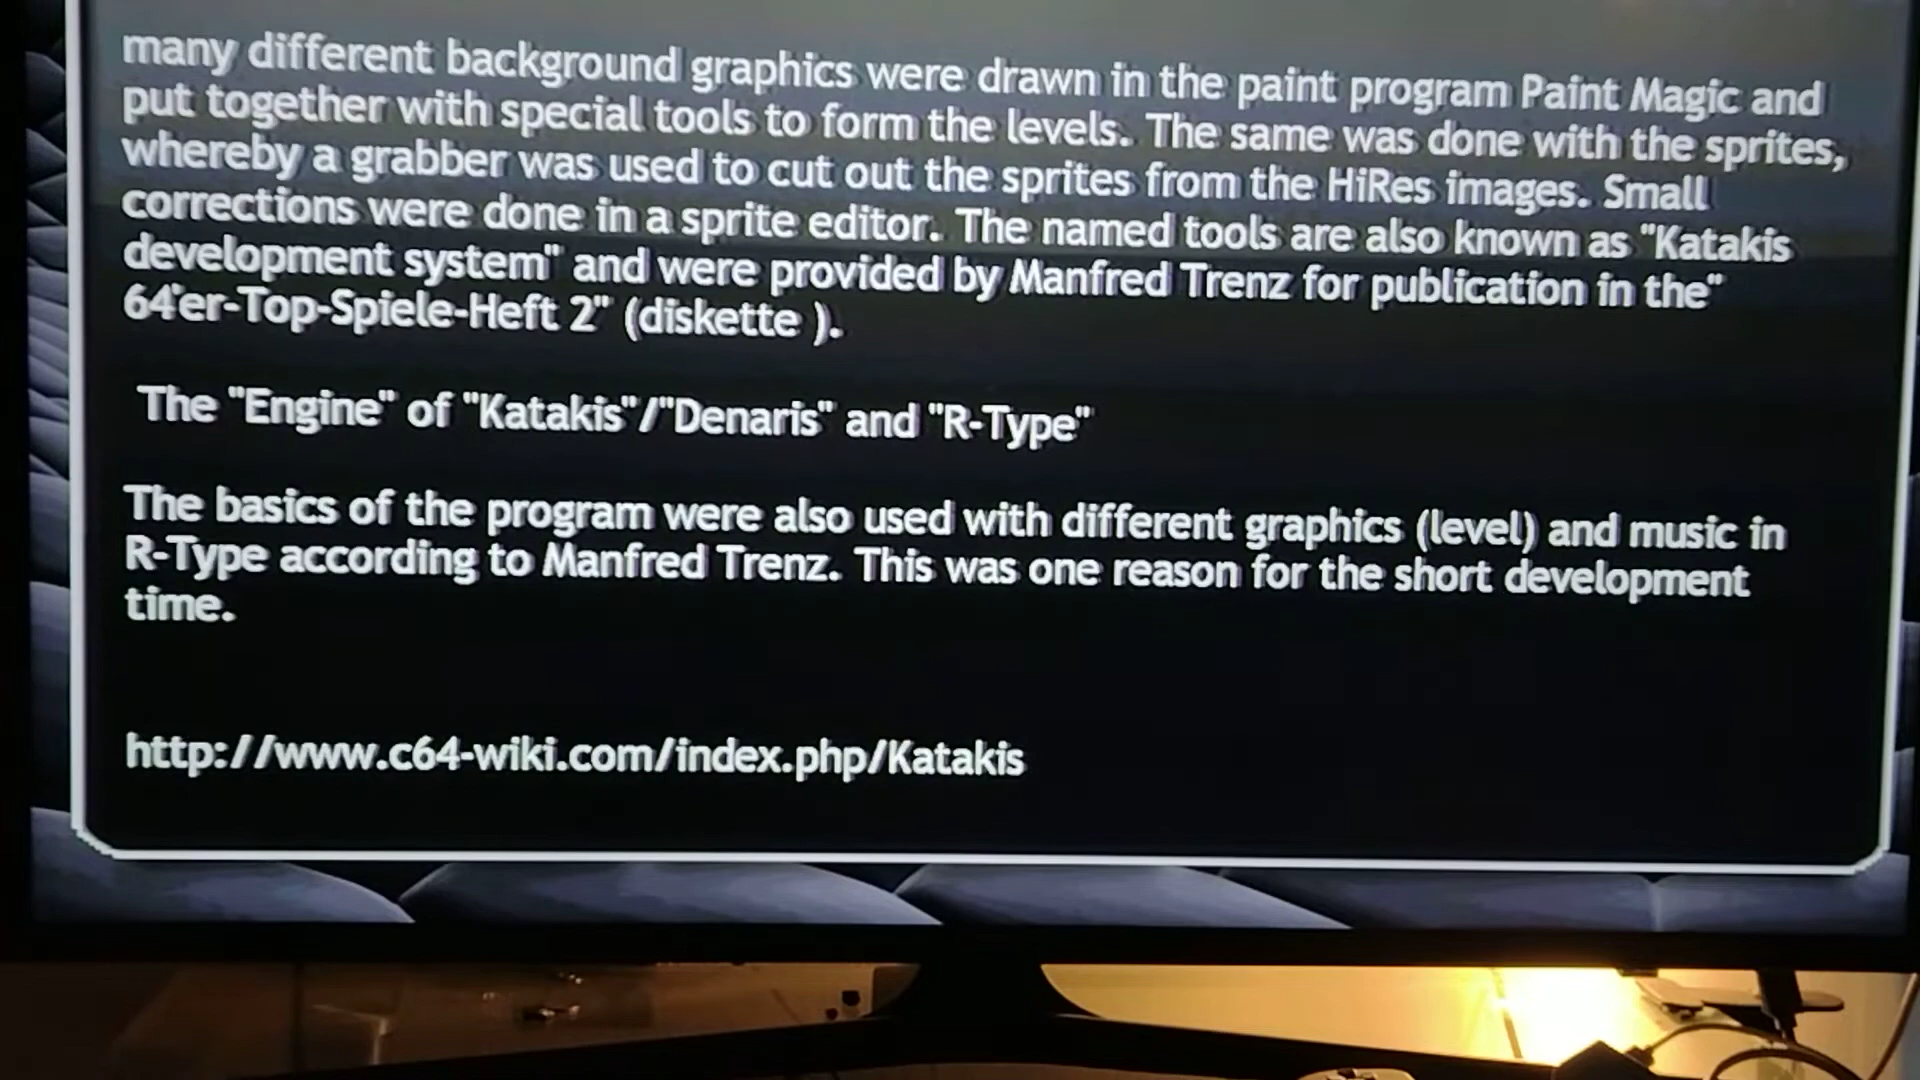 many different background graphics were drawn in the paint program Paint Magic and
put together with special tools to form the levels. The same was done with the sprites,
whereby a grabber was used to cut out the sprites from the HiRes images. Small
corrections were done in a sprite editor. The named tools are also known as "Katakis
development system" and were provided by Manfred Trenz for publication in the"
64'er-Top-Spiele-Heft 2" (diskette ).
The "Engine" of "Katakis"/"Denaris" and "R-Type"
The basics of the program were also used with different graphics (level) and music in
R-Type according to Manfred Trenz. This was one reason for the short development
time.
http://www.c64-wiki.com/index.php/Katakis